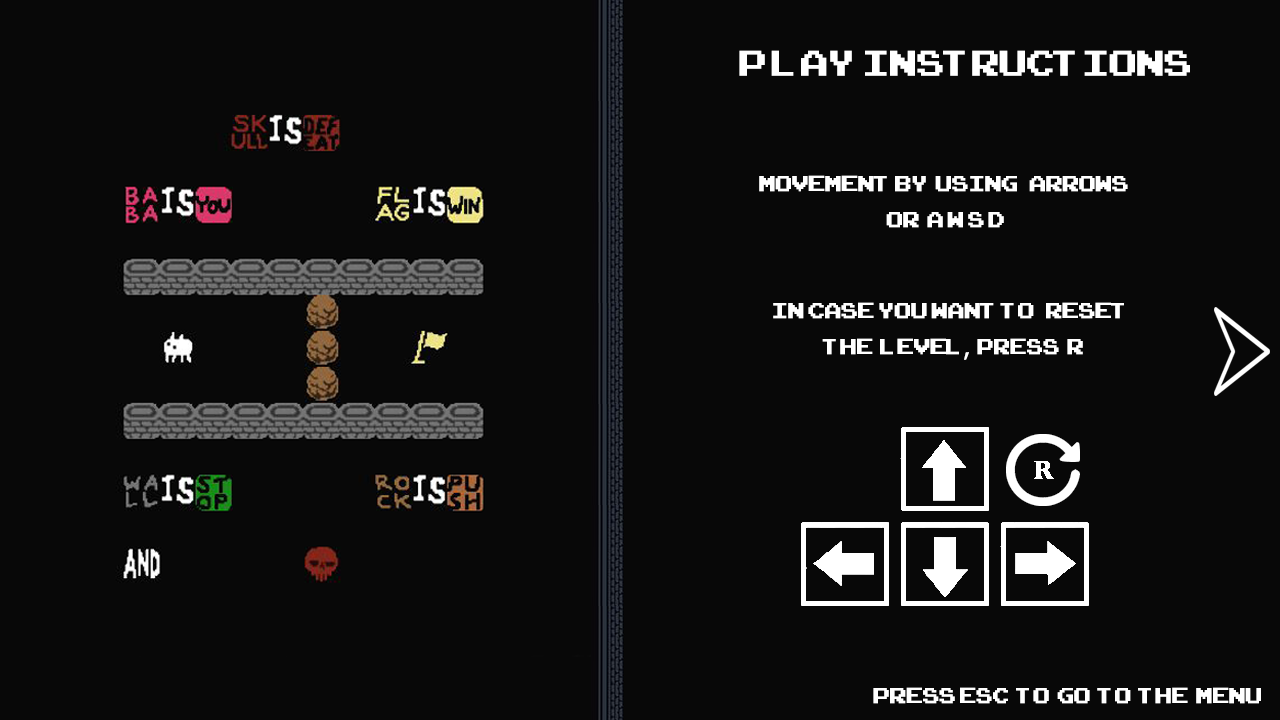 SKULL IS DEFEAT
BABA IS YOU
FLAG IS WIN
WALL IS STOP
ROCK IS PUSH
AND
PLAY INSTRUCTIONS
MOVEMENT BY USING ARROWS
OR A W S D
IN CASE YOU WANT TO RESET
THE LEVEL, PRESS R
R
PRESS ESC TO GO TO THE MENU